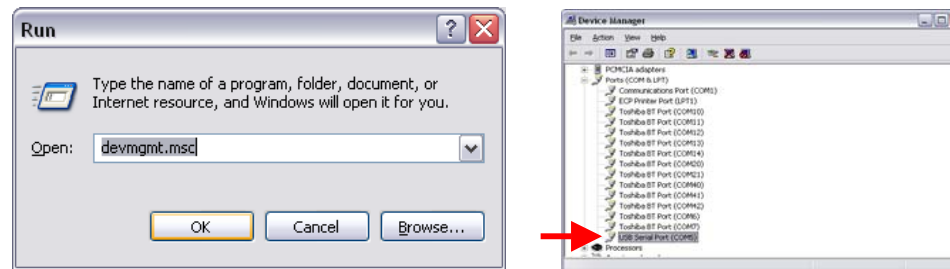 Run
Type the name of a program, folder, document, or
Internet resource, and Windows will open it for you.
Open:
devmgmt.msc
OK
Cancel
Browse...
Device Manager
File Action View Help
PCMCIA adapters
Ports (COM & LPT)
Communications Port (COM1)
ECP Printer Port (LPT1)
Toshiba BT Port (COM10)
Toshiba BT Port (COM11)
Toshiba BT Port (COM12)
Toshiba BT Port (COM13)
Toshiba BT Port (COM14)
Toshiba BT Port (COM20)
Toshiba BT Port (COM21)
Toshiba BT Port (COM40)
Toshiba BT Port (COM41)
Toshiba BT Port (COM42)
Toshiba BT Port (COM6)
Toshiba BT Port (COM7)
USB Serial Port (COM5)
Processors